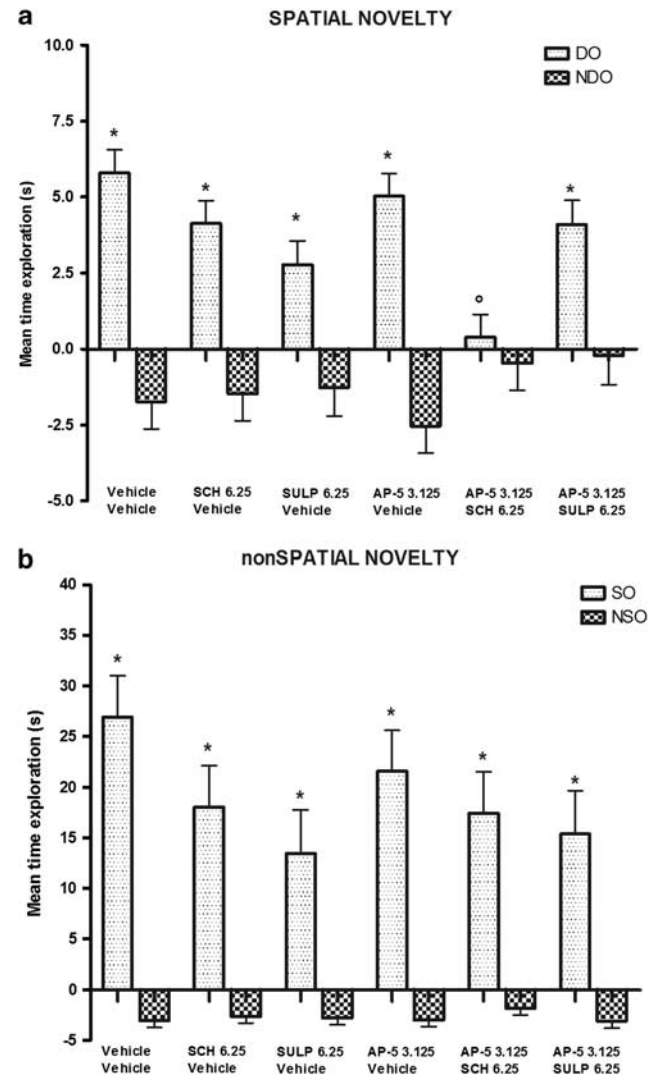 a
SPATIAL NOVELTY
DO
NDO
Mean time exploration (s)
10.0
7.5
5.0
2.5
0.0
-2.5
-5.0
* * * * ° *
Vehicle SCH 6.25 SULP 6.25 AP-5 3.125 AP-5 3.125 AP-5 3.125
Vehicle Vehicle Vehicle Vehicle SCH 6.25 SULP 6.25
b
nonSPATIAL NOVELTY
SO
NSO
Mean time exploration (s)
40
35
30
25
20
15
10
5
0
-5
* * * * * *
Vehicle SCH 6.25 SULP 6.25 AP-5 3.125 AP-5 3.125 AP-5 3.125
Vehicle Vehicle Vehicle Vehicle SCH 6.25 SULP 6.25